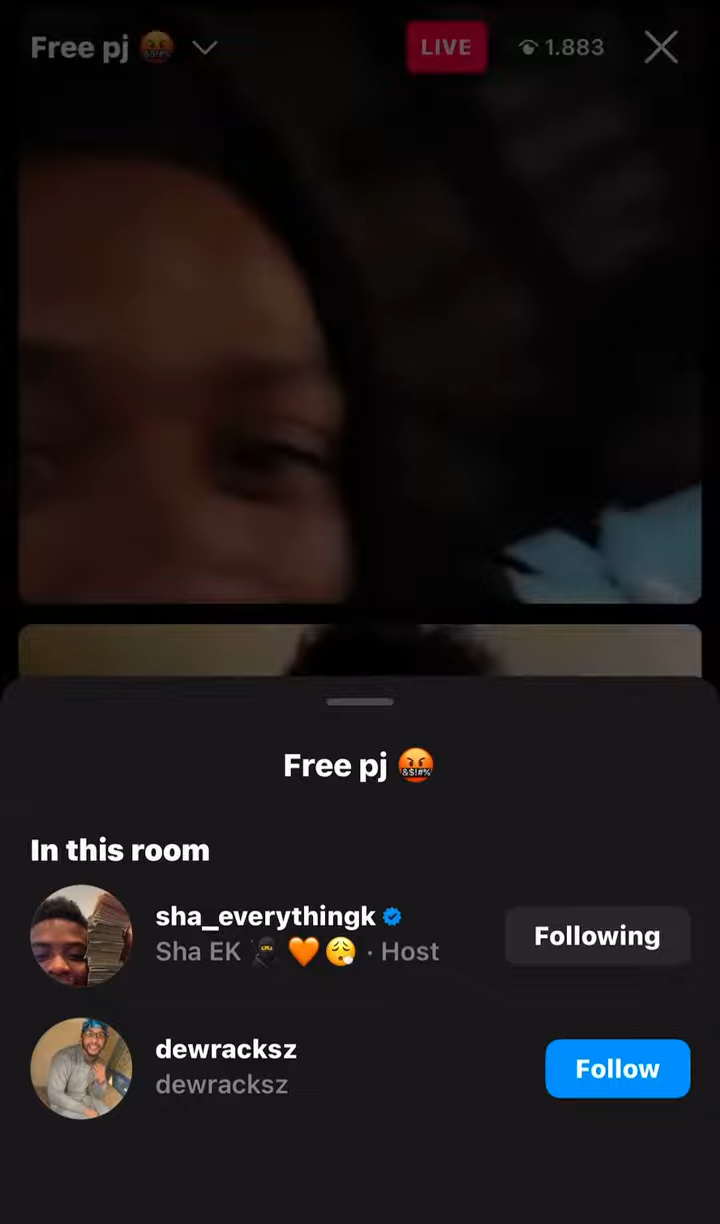 Free pj 🤬
LIVE
1.883
Free pj 🤬
In this room
sha_everythingk
Following
Sha EK 🥷🏿 🧡 😮‍💨 · Host
dewracksz
Follow
dewracksz